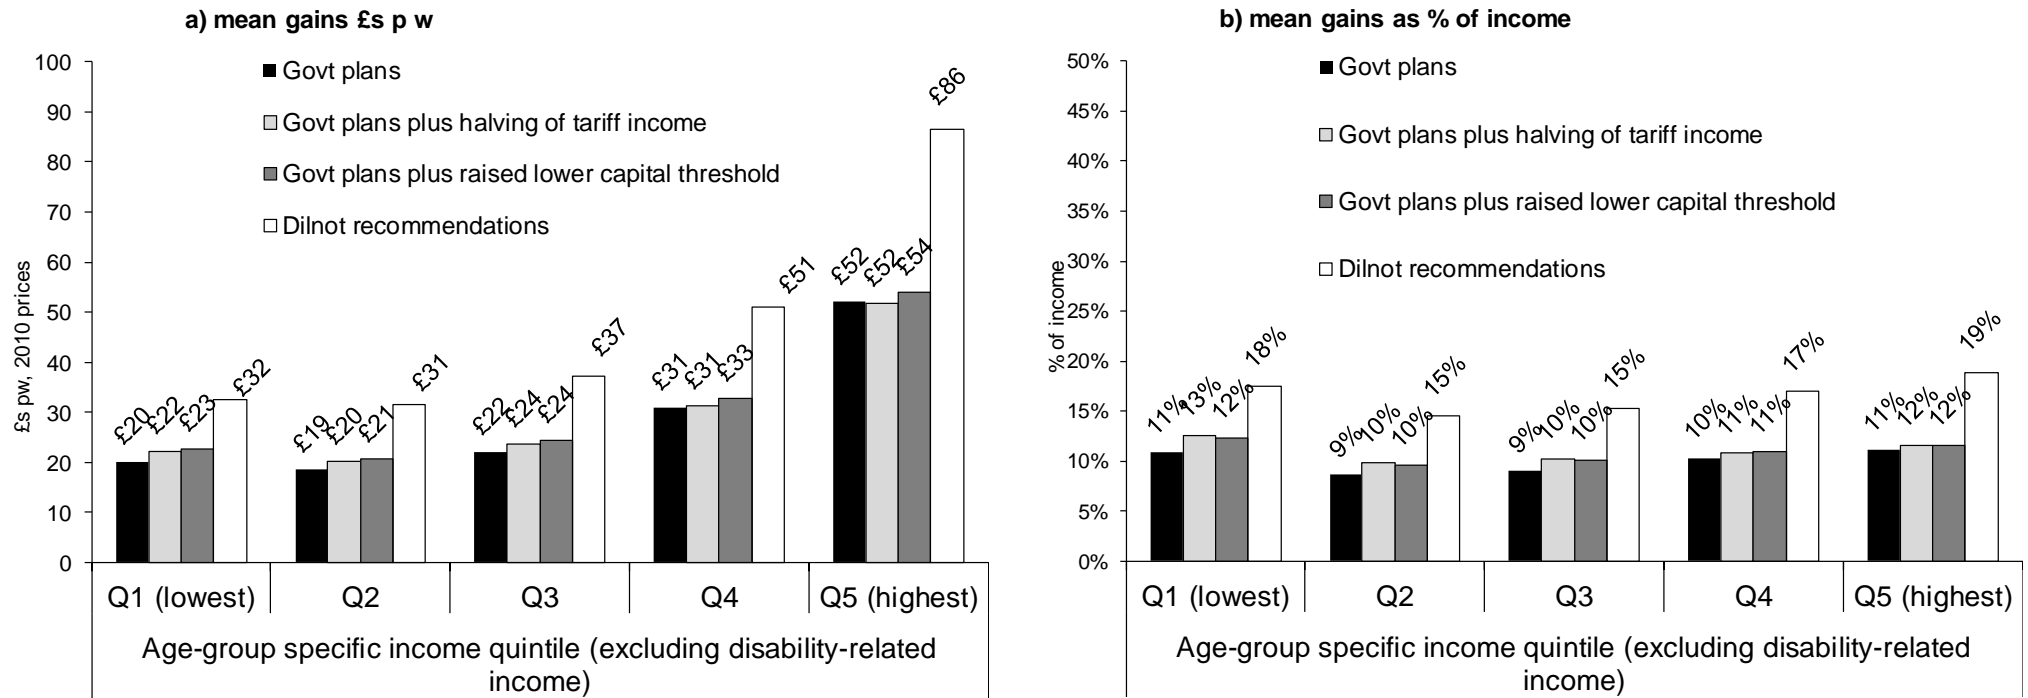 a) mean gains £s p w
100
90
80
70
60
50
40
30
20
10
0
£s pw, 2010 prices
Govt plans
Govt plans plus halving of tariff income
Govt plans plus raised lower capital threshold
Dilnot recommendations
£20
£22
£23
£32
£19
£20
£21
£31
£22
£24
£24
£37
£31
£31
£33
£51
£52
£52
£54
£86
Q1 (lowest)
Q2
Q3
Q4
Q5 (highest)
Age-group specific income quintile (excluding disability-related
income)
b) mean gains as % of income
50%
45%
40%
35%
30%
25%
20%
15%
10%
5%
0%
% of income
Govt plans
Govt plans plus halving of tariff income
Govt plans plus raised lower capital threshold
Dilnot recommendations
11%
13%
12%
18%
9%
10%
10%
15%
9%
10%
10%
15%
10%
11%
11%
17%
11%
12%
12%
19%
Q1 (lowest)
Q2
Q3
Q4
Q5 (highest)
Age-group specific income quintile (excluding disability-related
income)